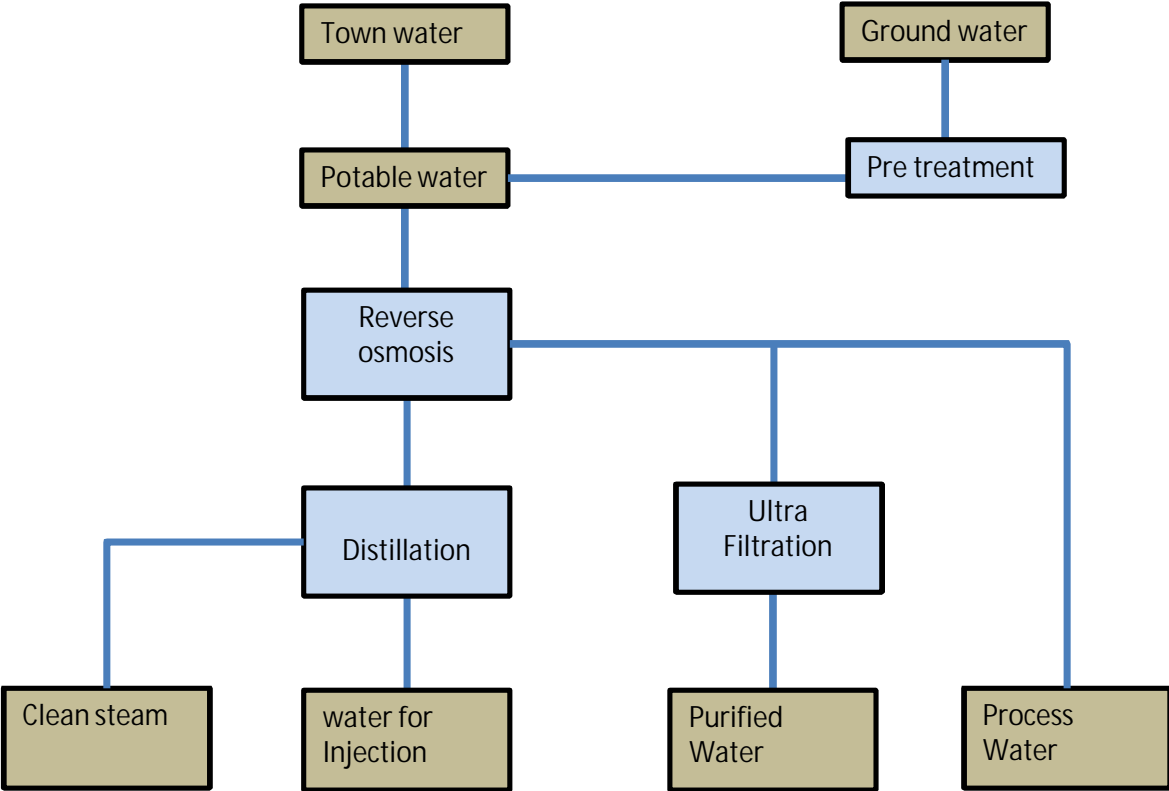 Town water
Ground water
Potable water
Pre treatment
Reverse
osmosis
Distillation
Ultra
Filtration
Clean steam
water for
Injection
Purified
Water
Process
Water